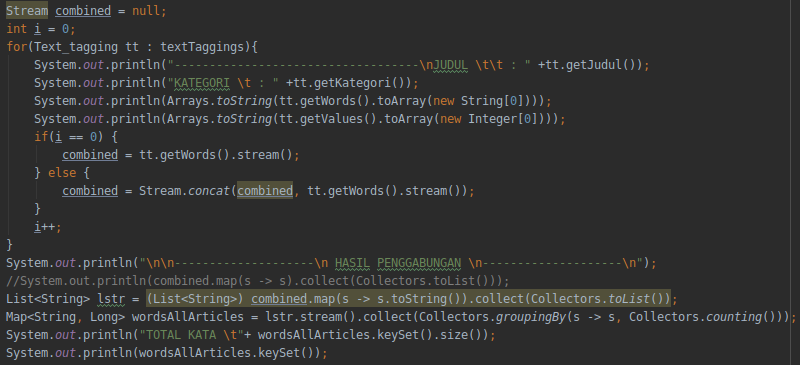 Stream combined = null;
int i = 0;
for(Text_tagging tt : textTaggings){
    System.out.println("-----------------------------------\nJUDUL \t\t : " +tt.getJudul());
    System.out.println("KATEGORI \t : " +tt.getKategori());
    System.out.println(Arrays.toString(tt.getWords().toArray(new String[0])));
    System.out.println(Arrays.toString(tt.getValues().toArray(new Integer[0])));
    if(i == 0) {
        combined = tt.getWords().stream();
    } else {
        combined = Stream.concat(combined, tt.getWords().stream());
    }
    i++;
}
System.out.println("\n\n--------------------\n HASIL PENGGABUNGAN \n--------------------\n");
//System.out.println(combined.map(s -> s).collect(Collectors.toList()));
List<String> lstr = (List<String>) combined.map(s -> s.toString()).collect(Collectors.toList());
Map<String, Long> wordsAllArticles = lstr.stream().collect(Collectors.groupingBy(s -> s, Collectors.counting()));
System.out.println("TOTAL KATA \t"+ wordsAllArticles.keySet().size());
System.out.println(wordsAllArticles.keySet());